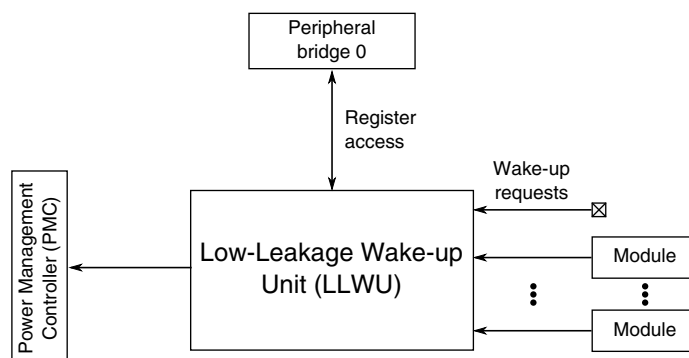 Peripheral
bridge 0
Register
access
Wake-up
requests
Power Management
Controller (PMC)
Low-Leakage Wake-up
Unit (LLWU)
Module
Module